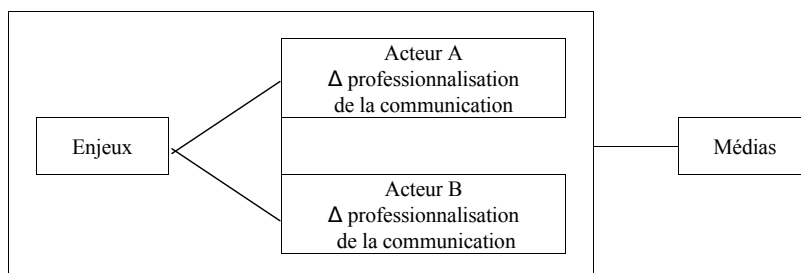 Acteur A
Δ professionnalisation
de la communication
Enjeux
Médias
Acteur B
Δ professionnalisation
de la communication